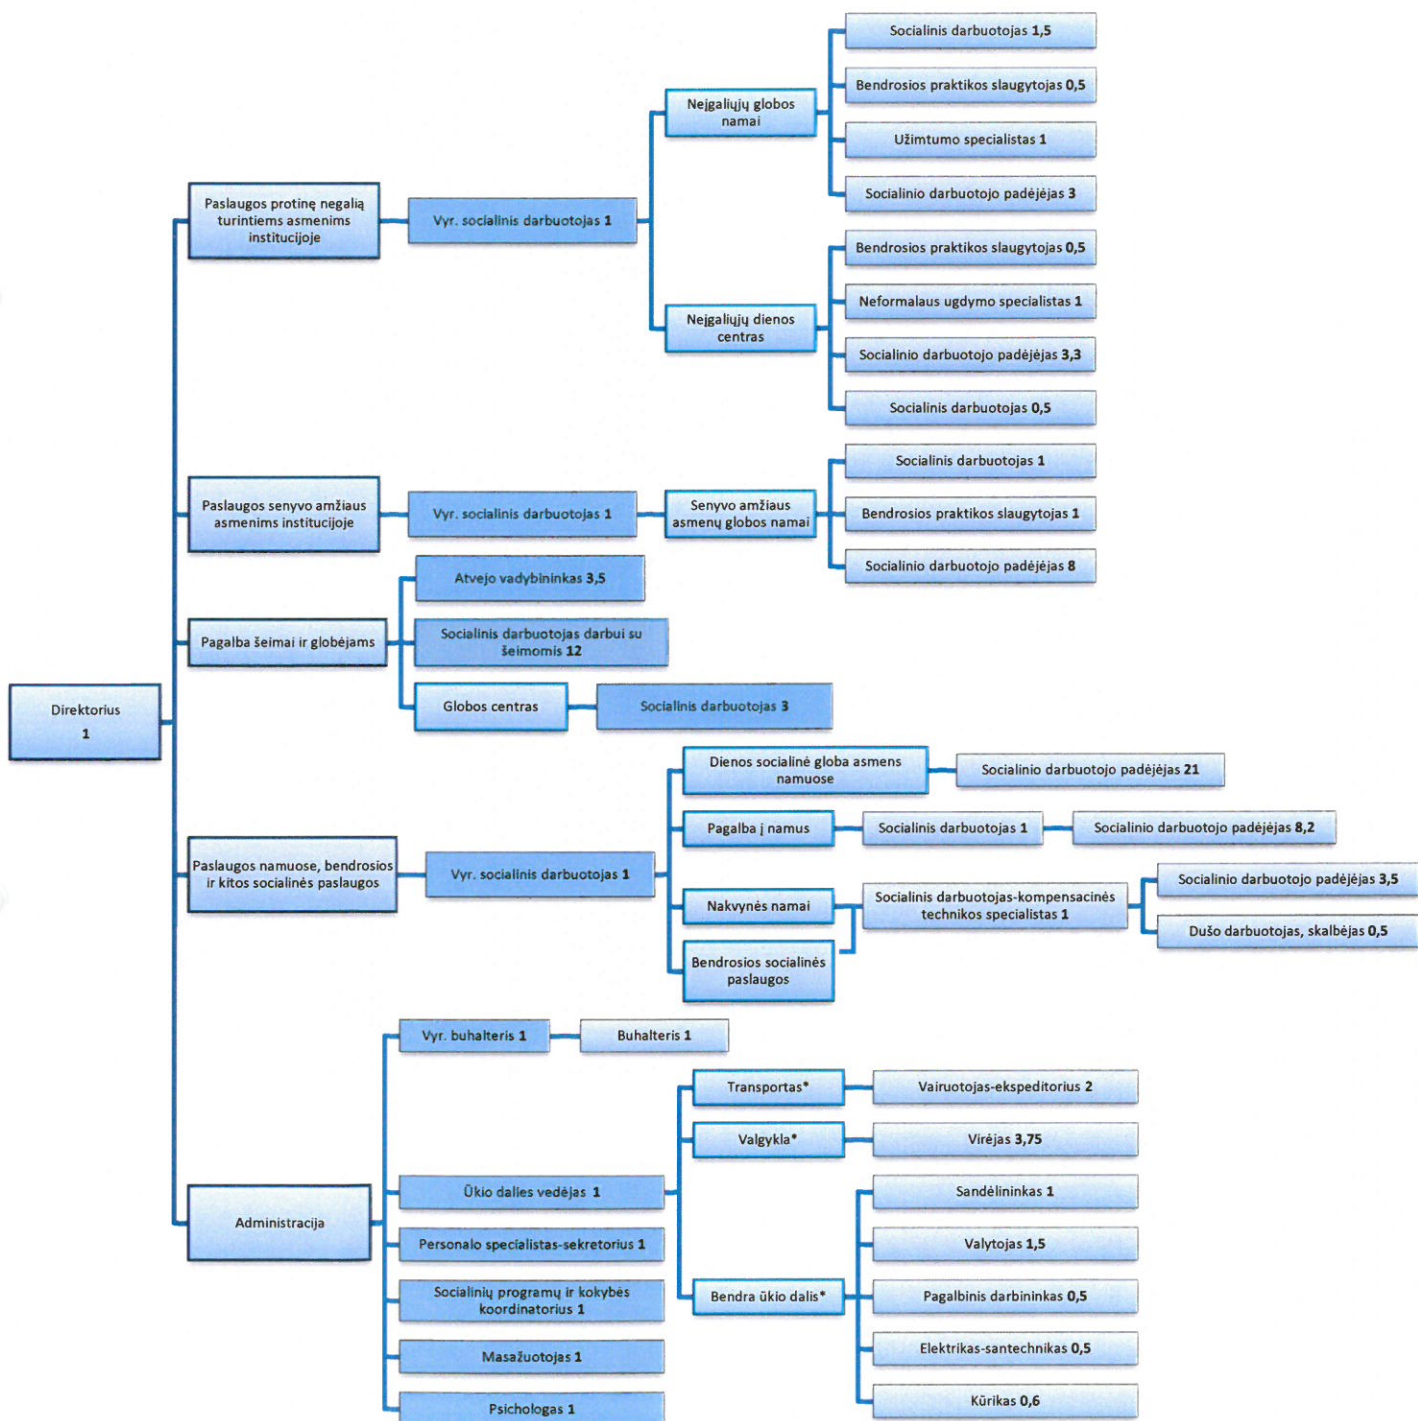 Direktorius
1
Paslaugos protinę negalią
turintiems asmenims
institucijoje
Vyr. socialinis darbuotojas 1
Neįgaliųjų globos
namai
Socialinis darbuotojas 1,5
Bendrosios praktikos slaugytojas 0,5
Užimtumo specialistas 1
Socialinio darbuotojo padėjėjas 3
Neįgaliųjų dienos
centras
Bendrosios praktikos slaugytojas 0,5
Neformalaus ugdymo specialistas 1
Socialinio darbuotojo padėjėjas 3,3
Socialinis darbuotojas 0,5
Paslaugos senyvo amžiaus
asmenims institucijoje
Vyr. socialinis darbuotojas 1
Senyvo amžiaus
asmenų globos namai
Socialinis darbuotojas 1
Bendrosios praktikos slaugytojas 1
Socialinio darbuotojo padėjėjas 8
Pagalba šeimai ir globėjams
Atvejo vadybininkas 3,5
Socialinis darbuotojas darbui su
šeimomis 12
Globos centras
Socialinis darbuotojas 3
Paslaugos namuose, bendrosios
ir kitos socialinės paslaugos
Vyr. socialinis darbuotojas 1
Dienos socialinė globa asmens
namuose
Socialinio darbuotojo padėjėjas 21
Pagalba į namus
Socialinis darbuotojas 1
Socialinio darbuotojo padėjėjas 8,2
Nakvynės namai
Bendrosios socialinės
paslaugos
Socialinis darbuotojas-kompensacinės
technikos specialistas 1
Socialinio darbuotojo padėjėjas 3,5
Dušo darbuotojas, skalbėjas 0,5
Administracija
Vyr. buhalteris 1
Buhalteris 1
Ūkio dalies vedėjas 1
Transportas*
Vairuotojas-ekspeditorius 2
Valgykla*
Virėjas 3,75
Bendra ūkio dalis*
Sandėlininkas 1
Valytojas 1,5
Pagalbinis darbininkas 0,5
Elektrikas-santechnikas 0,5
Kūrikas 0,6
Personalo specialistas-sekretorius 1
Socialinių programų ir kokybės
koordinatorius 1
Masažuotojas 1
Psichologas 1